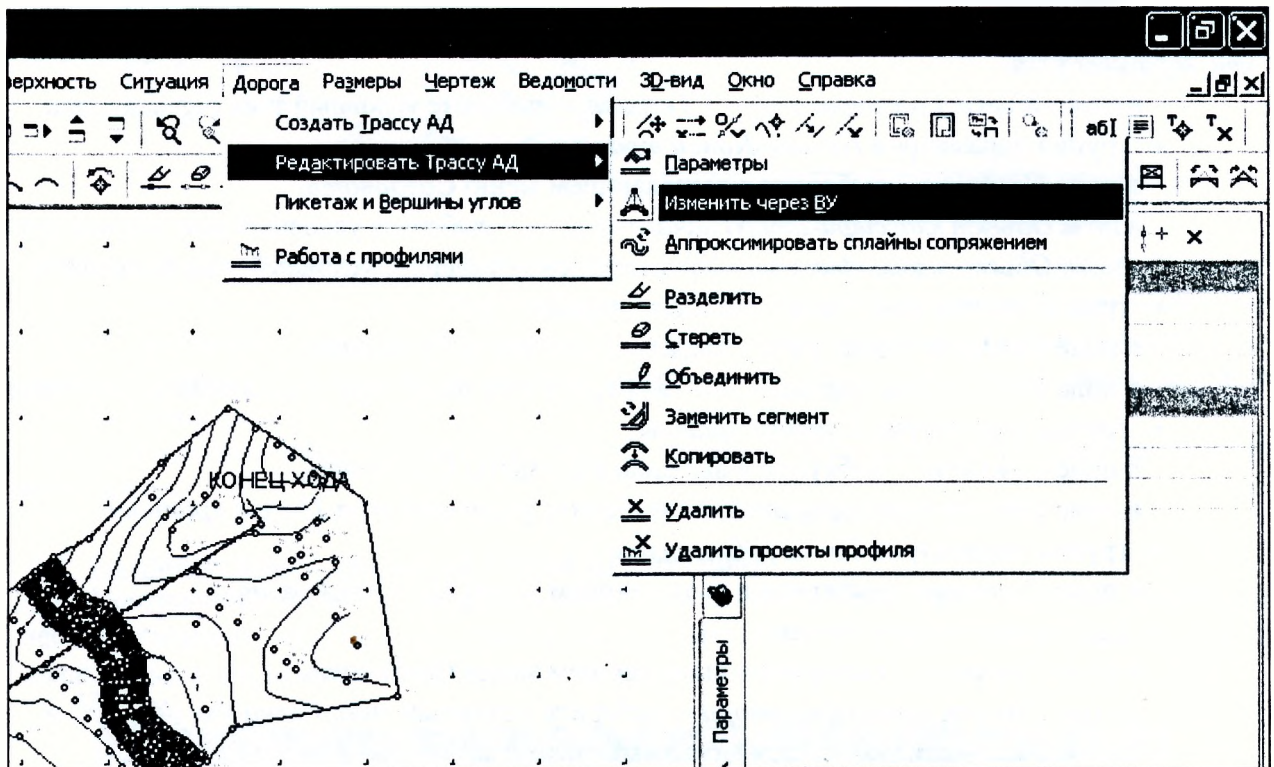 верхность Ситуация Дорога Размеры Чертеж Ведомости 3D-вид Окно Справка
Создать Трассу АД
абI
Редактировать Трассу АД
Параметры
Пикетаж и Вершины углов
Изменить через ВУ
Аппроксимировать сплайны сопряжением
Работа с профилями
Разделить
Стереть
Объединить
Заменить сегмент
Копировать
КОНЕЦ ХОДА
Удалить
Удалить проекты профиля
Параметры